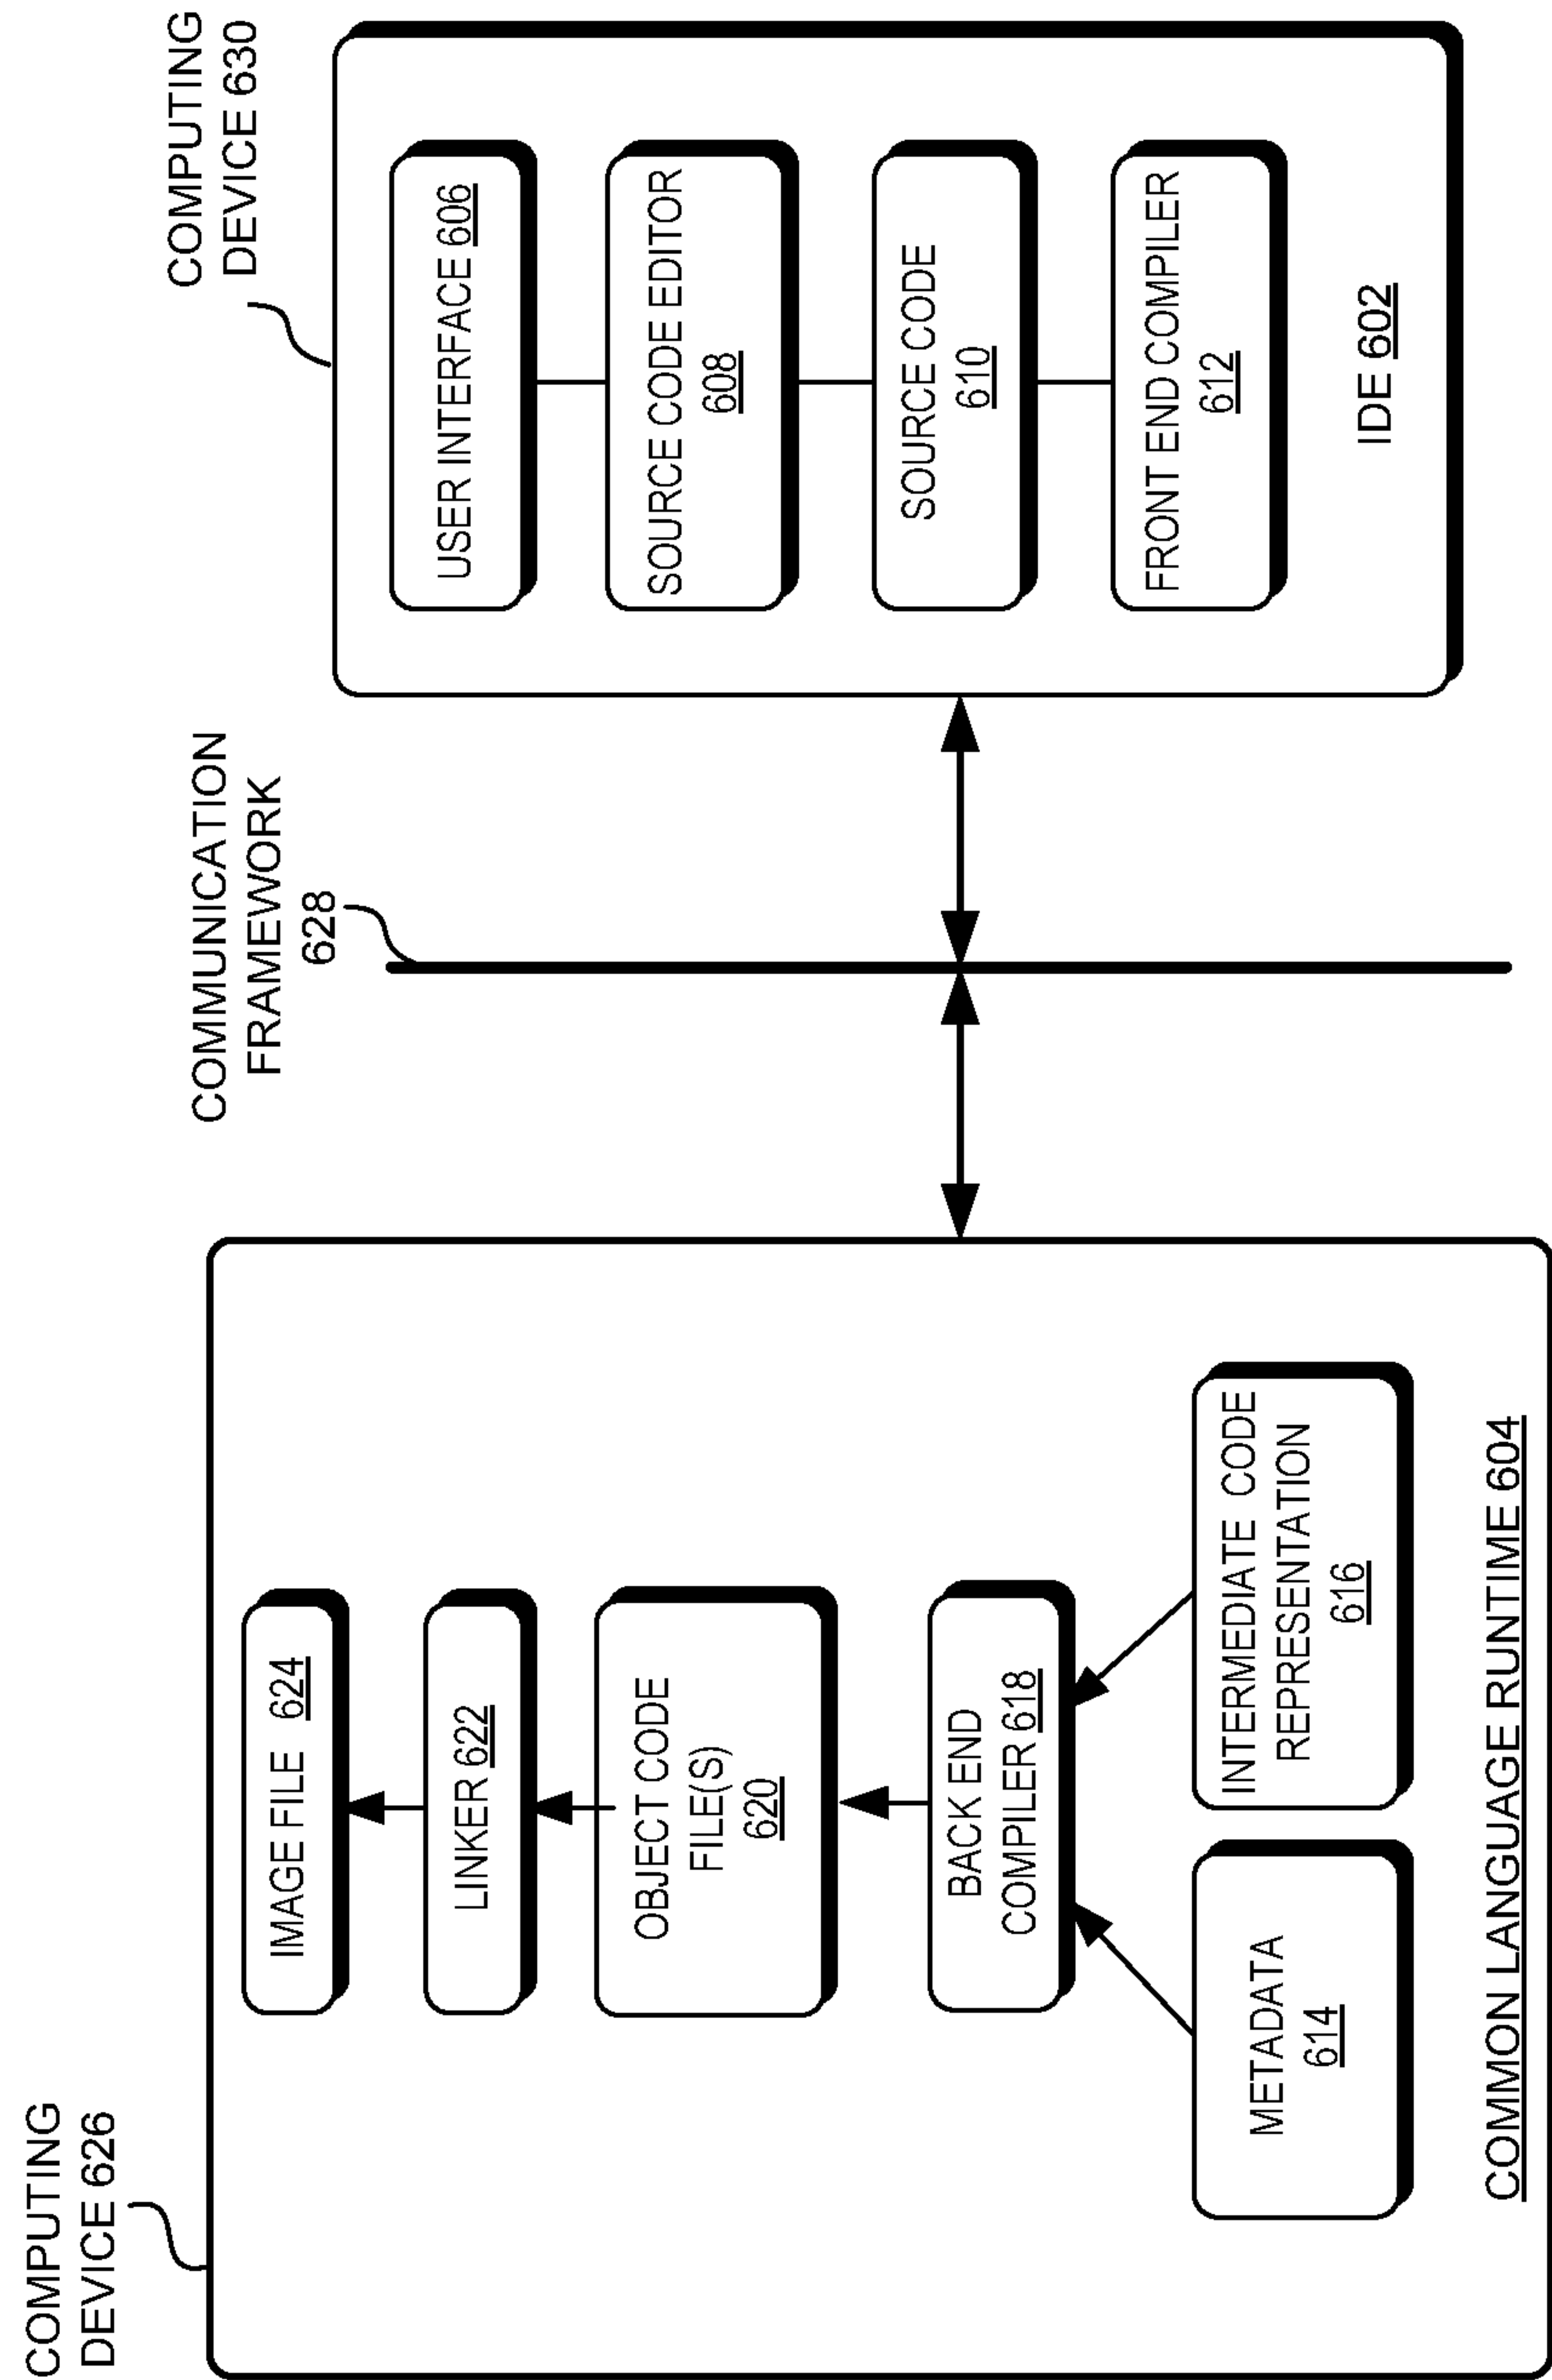 COMPUTING
DEVICE 626
IMAGE FILE 624
LINKER 622
OBJECT CODE
FILE(S)
620
BACK END
COMPILER 618
METADATA
614
INTERMEDIATE CODE
REPRESENTATION
616
COMMON LANGUAGE RUNTIME 604
COMMUNICATION
FRAMEWORK
628
COMPUTING
DEVICE 630
USER INTERFACE 606
SOURCE CODE EDITOR
608
SOURCE CODE
610
FRONT END COMPILER
612
IDE 602